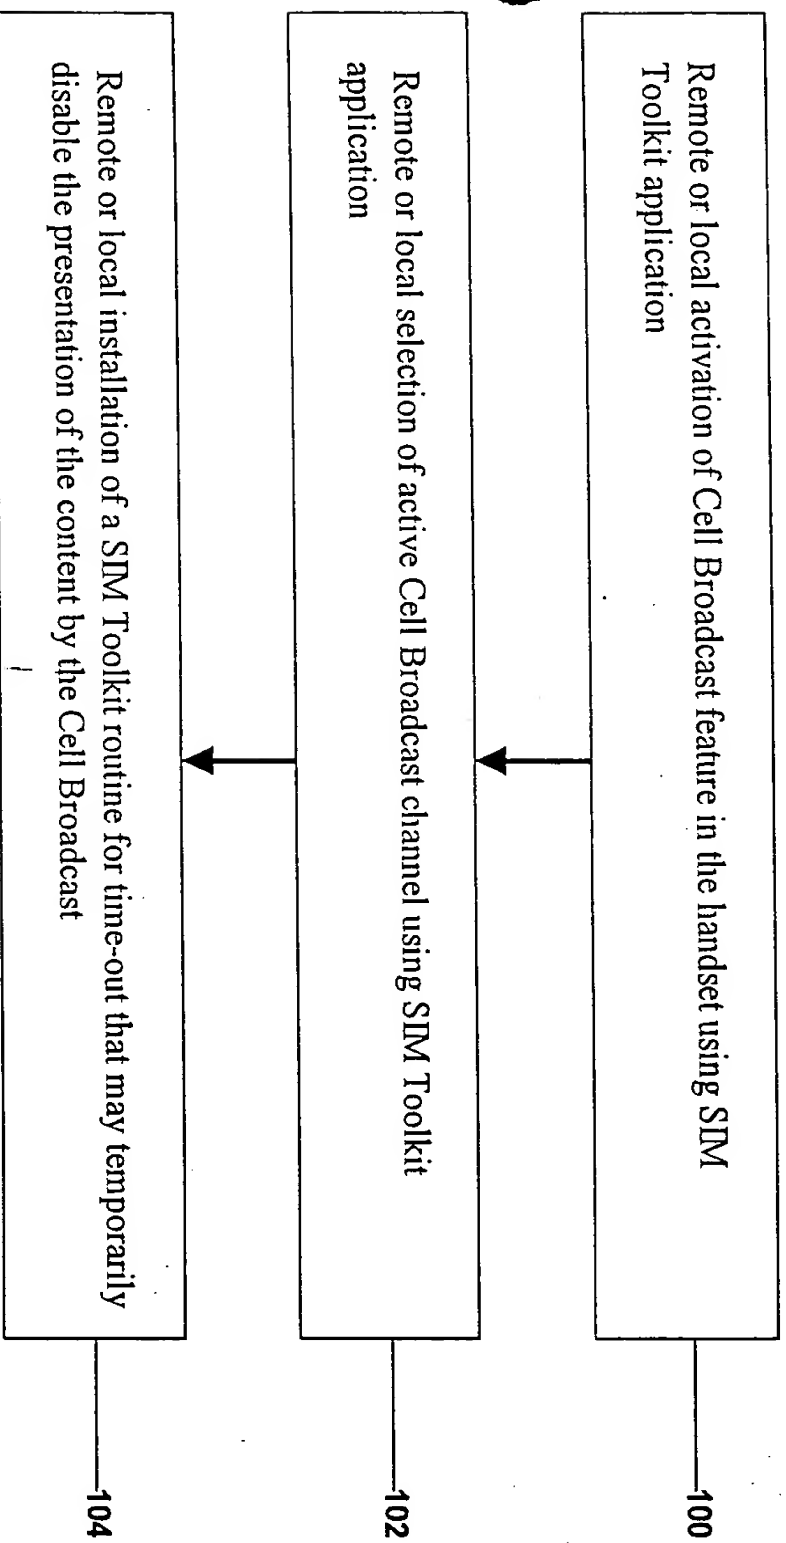 Remote or local activation of Cell Broadcast feature in the handset using SIM
Toolkit application
100
Remote or local selection of active Cell Broadcast channel using SIM Toolkit
application
102
Remote or local installation of a SIM Toolkit routine for time-out that may temporarily
disable the presentation of the content by the Cell Broadcast
104